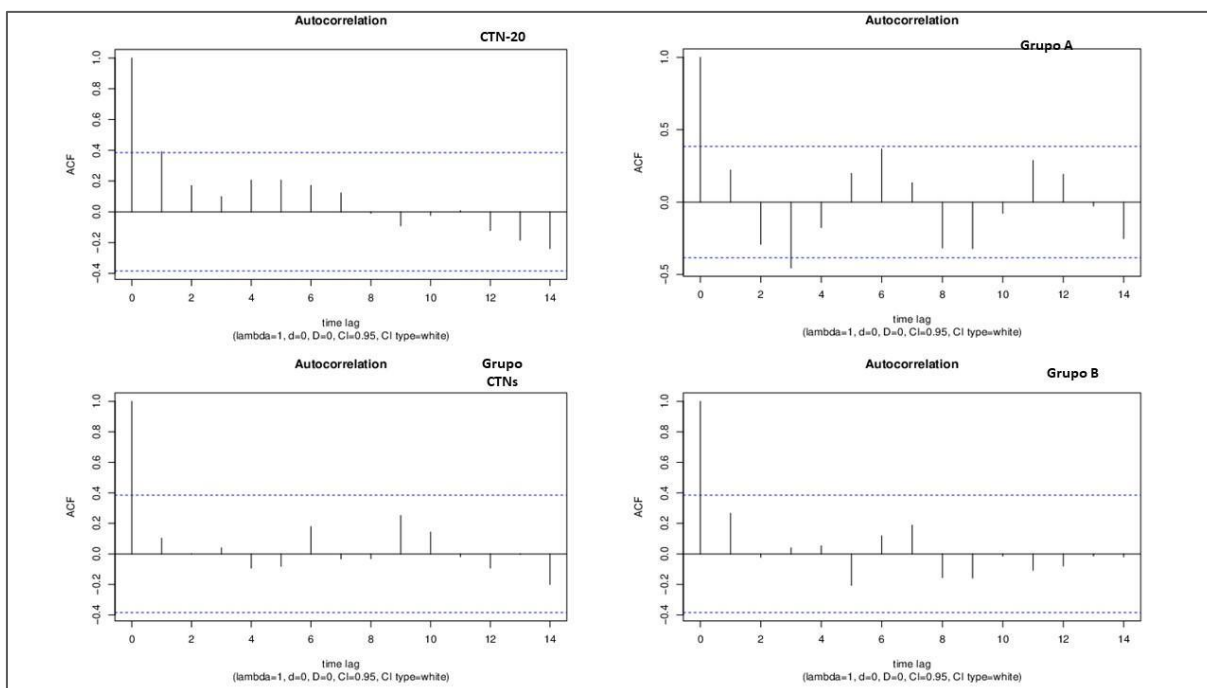 Autocorrelation
CTN-20
1.0
0.8
0.6
0.4
0.2
0.0
−0.2
−0.4
ACF
0 2 4 6 8 10 12 14
time lag
(lambda=1, d=0, D=0, CI=0.95, CI type=white)
Autocorrelation
Grupo A
1.0
0.5
0.0
−0.5
ACF
0 2 4 6 8 10 12 14
time lag
(lambda=1, d=0, D=0, CI=0.95, CI type=white)
Autocorrelation
Grupo
CTNs
1.0
0.8
0.6
0.4
0.2
0.0
−0.2
−0.4
ACF
0 2 4 6 8 10 12 14
time lag
(lambda=1, d=0, D=0, CI=0.95, CI type=white)
Autocorrelation
Grupo B
1.0
0.8
0.6
0.4
0.2
0.0
−0.2
−0.4
ACF
0 2 4 6 8 10 12 14
time lag
(lambda=1, d=0, D=0, CI=0.95, CI type=white)